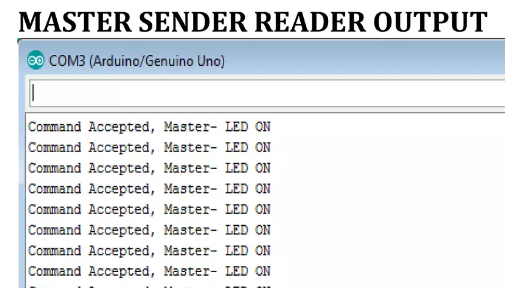 MASTER SENDER READER OUTPUT
COM3 (Arduino/Genuino Uno)
Command Accepted, Master- LED ON
Command Accepted, Master- LED ON
Command Accepted, Master- LED ON
Command Accepted, Master- LED ON
Command Accepted, Master- LED ON
Command Accepted, Master- LED ON
Command Accepted, Master- LED ON
Command Accepted, Master- LED ON